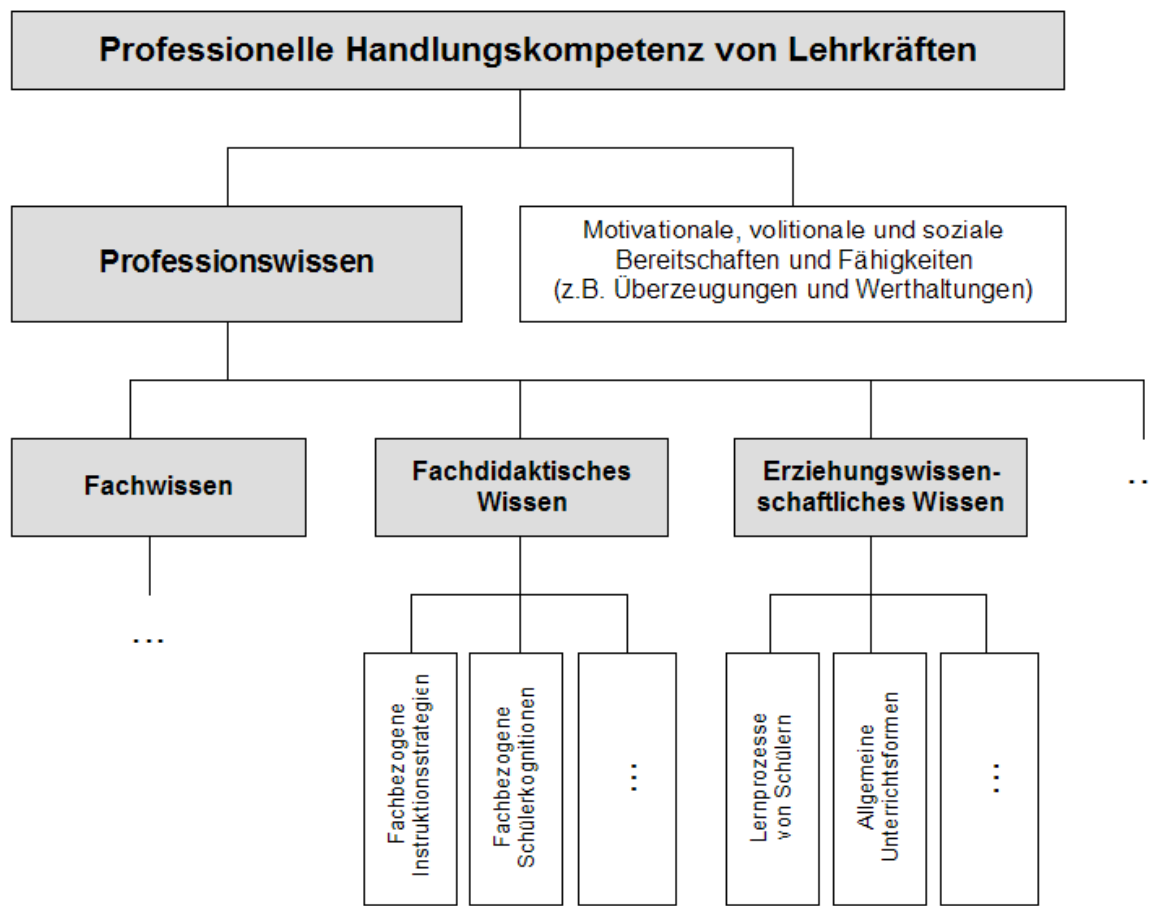 Professionelle Handlungskompetenz von Lehrkräften
Professionswissen
Motivationale, volitionale und soziale
Bereitschaften und Fähigkeiten
(z.B. Überzeugungen und Werthaltungen)
Fachwissen
Fachdidaktisches
Wissen
Erziehungswissen-
schaftliches Wissen
..
...
Fachbezogene
Instruktionsstrategien
Fachbezogene
Schülerkognitionen
...
Lernprozesse
von Schülern
Allgemeine
Unterrichtsformen
...